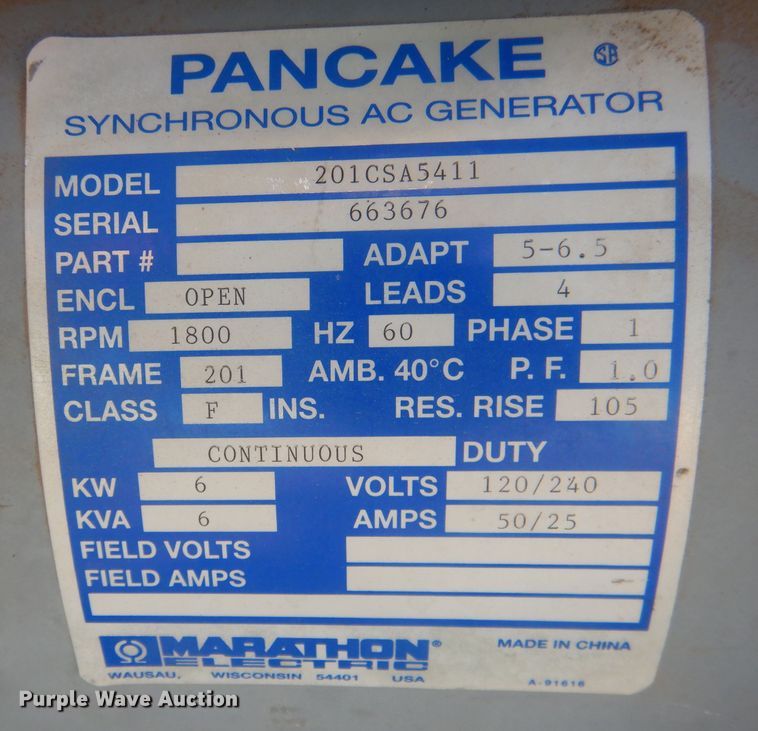 PANCAKE
SYNCHRONOUS AC GENERATOR
MODEL 201CSA5411
SERIAL 663676
PART # ADAPT 5-6.5
ENCL OPEN LEADS 4
RPM 1800 HZ 60 PHASE 1
FRAME 201 AMB. 40°C P. F. 1.0
CLASS F INS. RES. RISE 105
CONTINUOUS DUTY
KW 6 VOLTS 120/240
KVA 6 AMPS 50/25
FIELD VOLTS
FIELD AMPS
MARATHON® MADE IN CHINA
ELECTRIC
WAUSAU, WISCONSIN 54401 USA A-91616
Purple Wave Auction